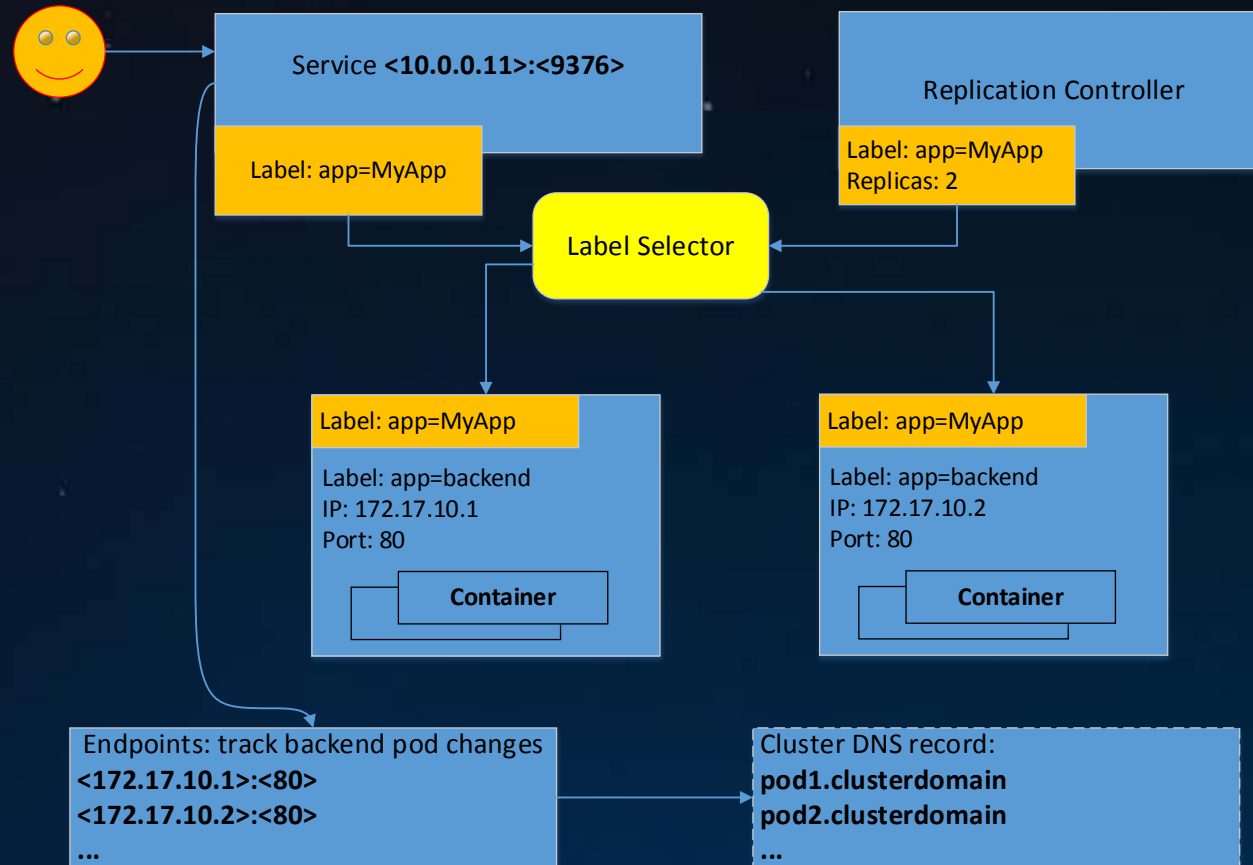 Service <10.0.0.11>:<9376>
Label: app=MyApp
Replication Controller
Label: app=MyApp
Replicas: 2
Label Selector
Label: app=MyApp
Label: app=backend
IP: 172.17.10.1
Port: 80
Container
Label: app=MyApp
Label: app=backend
IP: 172.17.10.2
Port: 80
Container
Endpoints: track backend pod changes
<172.17.10.1>:<80>
<172.17.10.2>:<80>
...
Cluster DNS record:
pod1.clusterdomain
pod2.clusterdomain
...